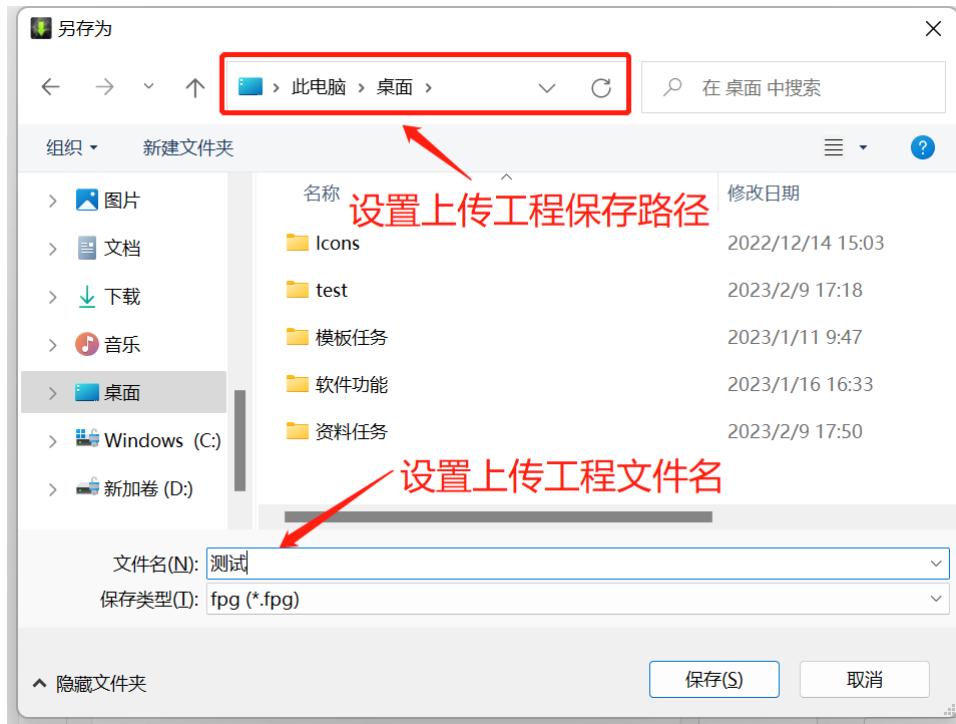 另存为
此电脑 › 桌面 ›
在 桌面 中搜索
组织
新建文件夹
名称
修改日期
设置上传工程保存路径
图片
文档
下载
音乐
桌面
Windows (C:)
新加卷 (D:)
Icons 2022/12/14 15:03
test 2023/2/9 17:18
模板任务 2023/1/11 9:47
软件功能 2023/1/16 16:33
资料任务 2023/2/9 17:50
设置上传工程文件名
文件名(N): 测试
保存类型(T): fpg (*.fpg)
隐藏文件夹
保存(S)
取消